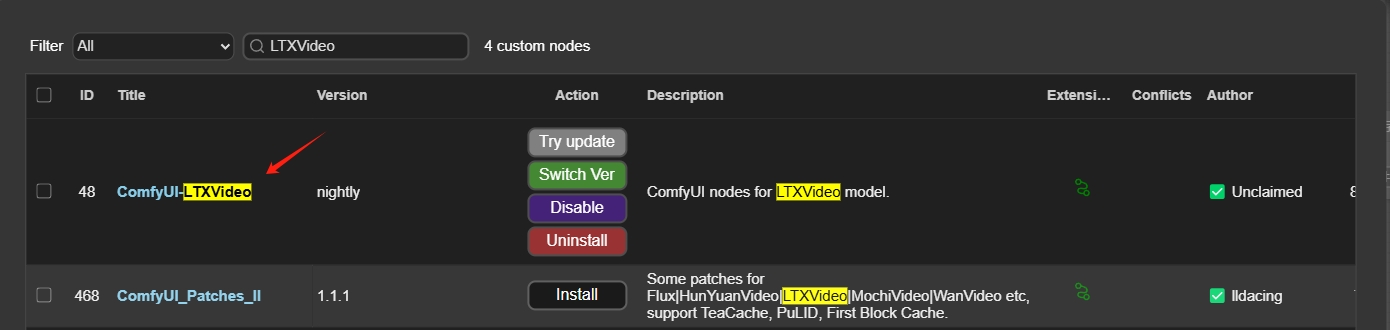 Filter All LTXVideo 4 custom nodes
ID Title Version Action Description Extensi... Conflicts Author
Try update
Switch Ver
48 ComfyUI-LTXVideo nightly ComfyUI nodes for LTXVideo model. Unclaimed 8
Disable
Uninstall
Some patches for
468 ComfyUI_Patches_II 1.1.1 Install Flux|HunYuanVideo|LTXVideo|MochiVideo|WanVideo etc, lldacing
support TeaCache, PuLID, First Block Cache.